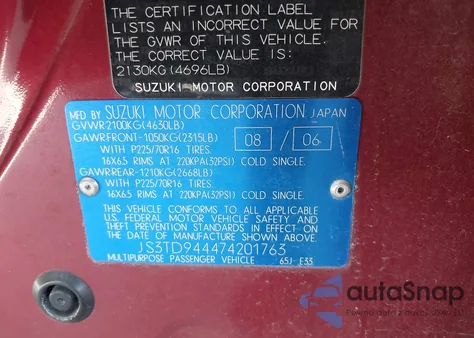 THE CERTIFICATION LABEL
LISTS AN INCORRECT VALUE FOR
THE GVWR OF THIS VEHICLE.
THE CORRECT VALUE IS:
2130KG (4696LB)
SUZUKI MOTOR CORPORATION
MFD BY SUZUKI MOTOR CORPORATION JAPAN
GVWR2100KG(4630LB)
GAWRFRONT-1050KG(2315LB) 08 / 06
WITH P225/70R16 TIRES.
16X6.5 RIMS AT 220KPA(32PSI) COLD SINGLE.
GAWRREAR-1210KG(2668LB)
WITH P225/70R16 TIRES.
16X6.5 RIMS AT 220KPA(32PSI) COLD SINGLE.
THIS VEHICLE CONFORMS TO ALL APPLICABLE
U.S. FEDERAL MOTOR VEHICLE SAFETY AND
THEFT PREVENTION STANDARDS IN EFFECT ON
THE DATE OF MANUFACTURE SHOWN ABOVE.
JS3TD944474201763
MULTIPURPOSE PASSENGER VEHICLE 65J E33
autoSnap